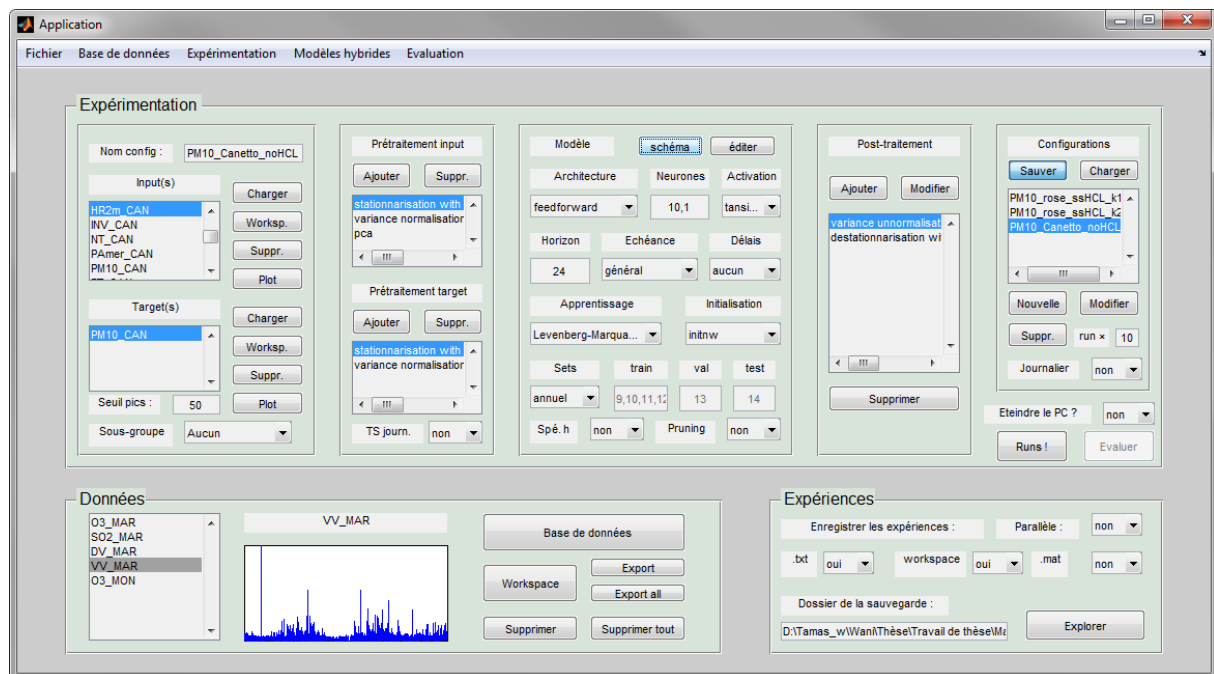 Application
Fichier Base de données Expérimentation Modèles hybrides Evaluation
Expérimentation
Nom config : PM10_Canetto_noHCL
Input(s)
HR2m_CAN
INV_CAN
NT_CAN
PAmer_CAN
PM10_CAN
Charger
Worksp.
Suppr.
Plot
Target(s)
PM10_CAN
Charger
Worksp.
Suppr.
Plot
Seuil pics : 50
Sous-groupe Aucun
Prétraitement input
Ajouter Suppr.
stationnarisation with
variance normalisation
pca
Prétraitement target
Ajouter Suppr.
stationnarisation with
variance normalisation
TS journ. non
Modèle schéma éditer
Architecture Neurones Activation
feedforward 10,1 tansi...
Horizon Echéance Délais
24 général aucun
Apprentissage Initialisation
Levenberg-Marqua... initnw
Sets train val test
annuel 9,10,11,12 13 14
Spé. h non Pruning non
Post-traitement
Ajouter Modifier
variance unnormalisat
destationnarisation wi
Supprimer
Configurations
Sauver Charger
PM10_rose_ssHCL_k1
PM10_rose_ssHCL_k2
PM10_Canetto_noHCL
Nouvelle Modifier
Suppr. run × 10
Journalier non
Eteindre le PC ? non
Runs ! Evaluer
Données
O3_MAR
SO2_MAR
DV_MAR
VV_MAR
O3_MON
VV_MAR
Base de données
Workspace
Export
Export all
Supprimer Supprimer tout
Expériences
Enregistrer les expériences : Parallèle : non
.txt oui workspace oui .mat non
Dossier de la sauvegarde :
D:\Tamas_w\Wani\Thèse\Travail de thèse\Ma
Explorer